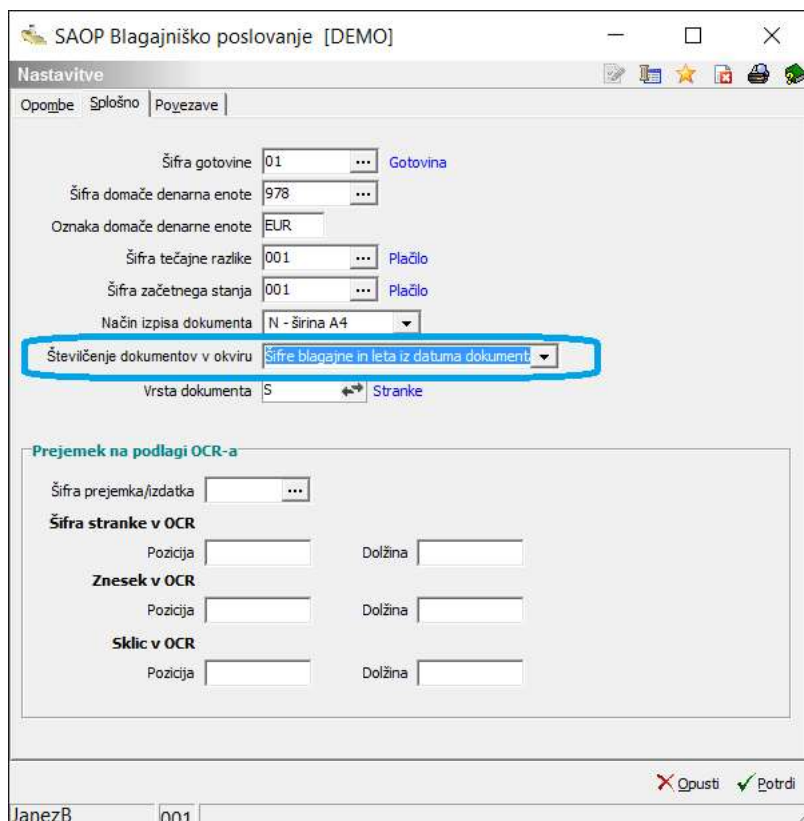 SAOP Blagajniško poslovanje [DEMO]
Nastavitve
Opombe Splošno Povezave
Šifra gotovine 01 ... Gotovina
Šifra domače denarna enote 978 ...
Oznaka domače denarne enote EUR
Šifra tečajne razlike 001 ... Plačilo
Šifra začetnega stanja 001 ... Plačilo
Način izpisa dokumenta N - širina A4
Številčenje dokumentov v okviru Šifre blagajne in leta iz datuma dokument
Vrsta dokumenta S Stranke
Prejemek na podlagi OCR-a
Šifra prejemka/izdatka ...
Šifra stranke v OCR
Pozicija Dolžina
Znesek v OCR
Pozicija Dolžina
Sklic v OCR
Pozicija Dolžina
Opusti Potrdi
JanezB 001